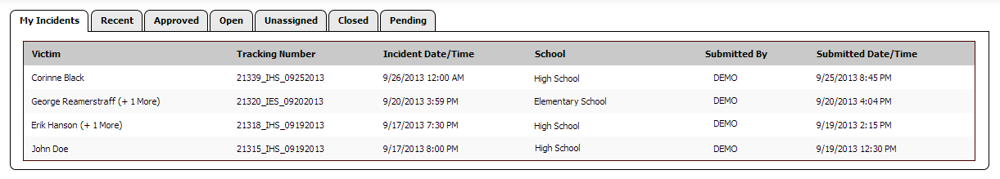 My Incidents Recent Approved Open Unassigned Closed Pending
Victim Tracking Number Incident Date/Time School Submitted By Submitted Date/Time
Corinne Black 21339_IHS_09252013 9/26/2013 12:00 AM High School DEMO 9/25/2013 8:45 PM
George Reamerstraff (+ 1 More) 21320_IES_09202013 9/20/2013 3:59 PM Elementary School DEMO 9/20/2013 4:04 PM
Erik Hanson (+ 1 More) 21318_IHS_09192013 9/17/2013 7:30 PM High School DEMO 9/19/2013 2:15 PM
John Doe 21315_IHS_09192013 9/17/2013 8:00 PM High School DEMO 9/19/2013 12:30 PM